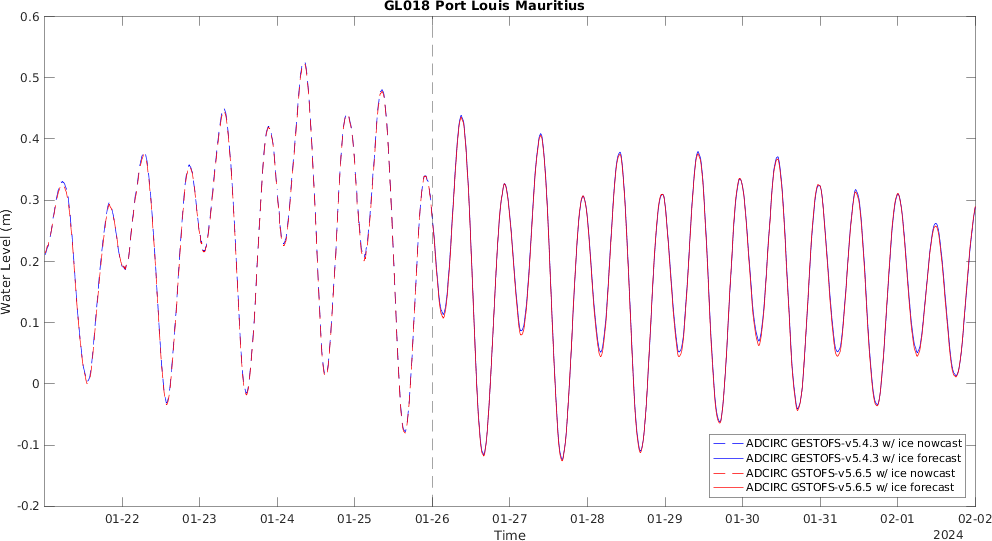 GL018 Port Louis Mauritius
0.6
0.5
0.4
0.3
0.2
0.1
0
-0.1
-0.2
Water Level (m)
ADCIRC GESTOFS-v5.4.3 w/ ice nowcast
ADCIRC GESTOFS-v5.4.3 w/ ice forecast
ADCIRC GSTOFS-v5.6.5 w/ ice nowcast
ADCIRC GSTOFS-v5.6.5 w/ ice forecast
01-22 01-23 01-24 01-25 01-26 01-27 01-28 01-29 01-30 01-31 02-01 02-02
Time
2024